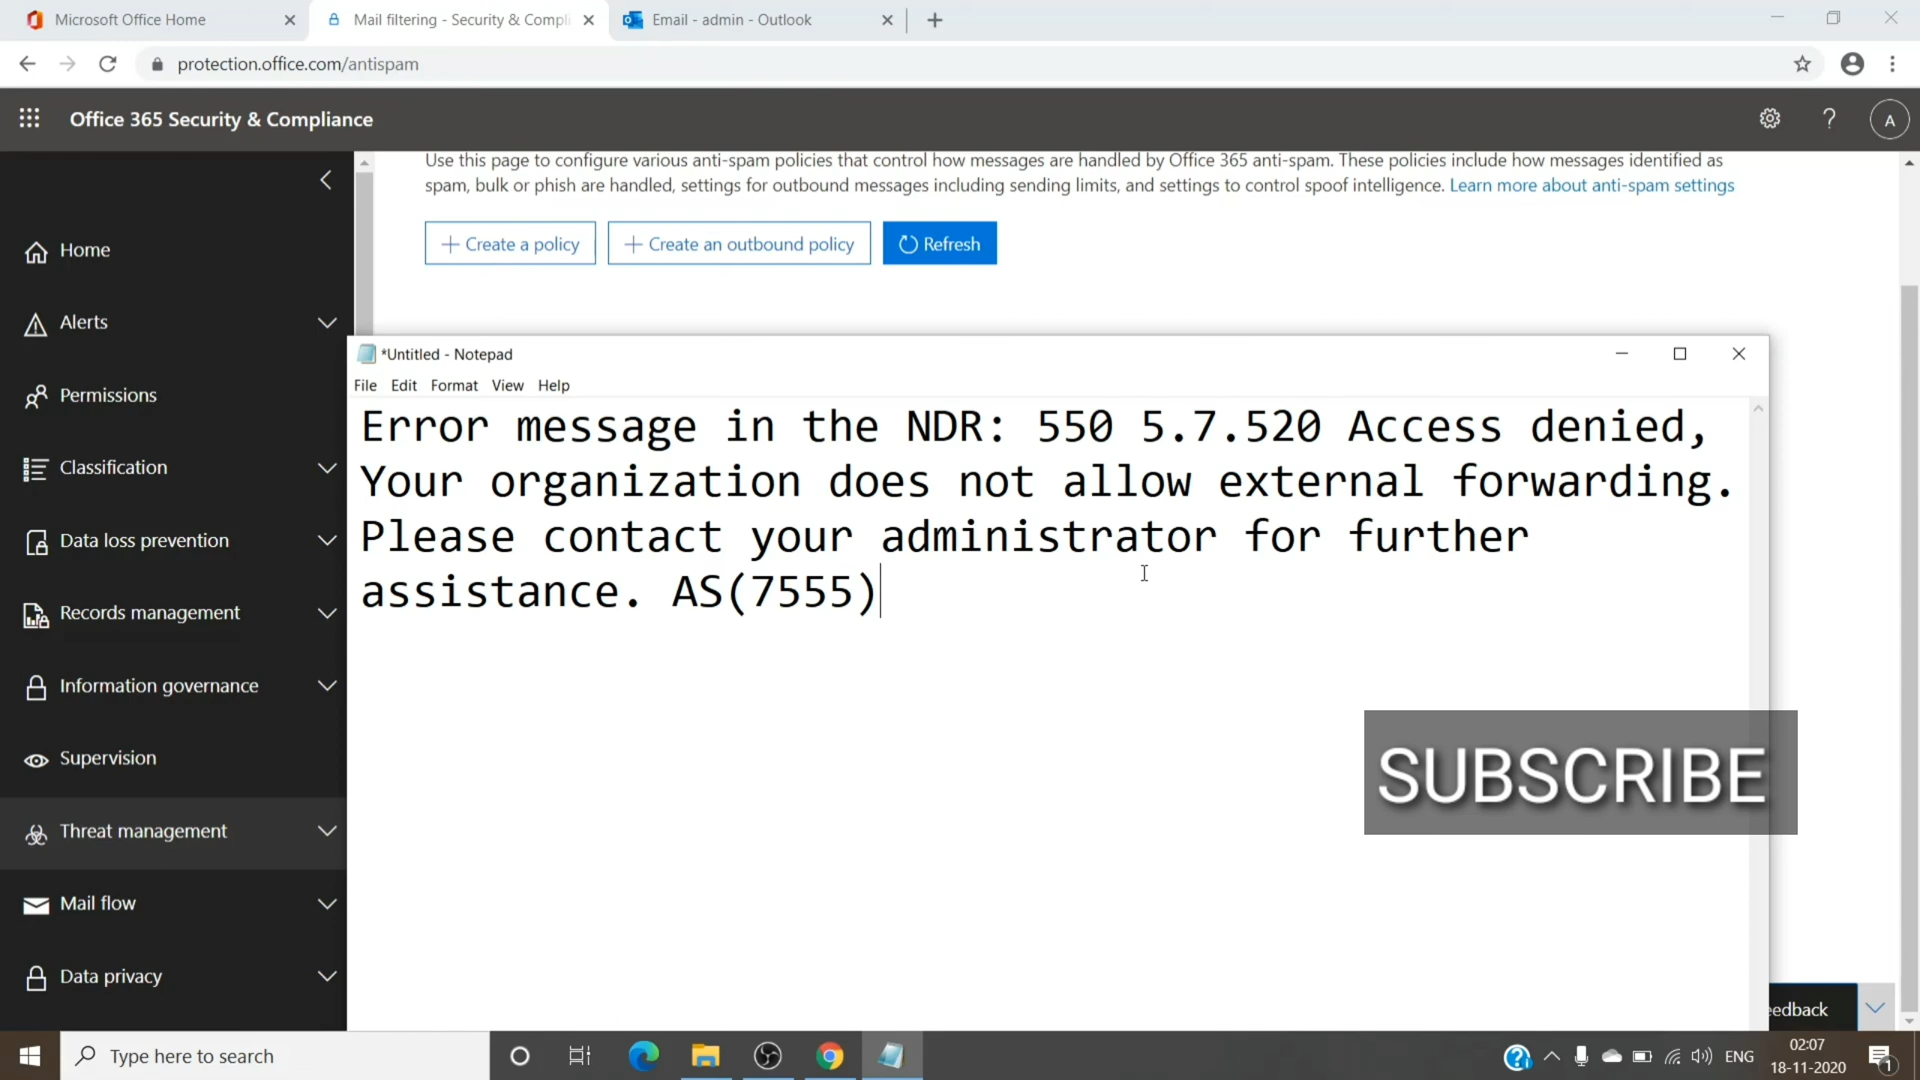 Microsoft Office Home
Mail filtering - Security & Compli
Email - admin - Outlook
protection.office.com/antispam
Office 365 Security & Compliance
A
Use this page to configure various anti-spam policies that control how messages are handled by Office 365 anti-spam. These policies include how messages identified as
spam, bulk or phish are handled, settings for outbound messages including sending limits, and settings to control spoof intelligence. Learn more about anti-spam settings
Create a policy
Create an outbound policy
Refresh
Home
Alerts
Permissions
Classification
Data loss prevention
Records management
Information governance
Supervision
Threat management
Mail flow
Data privacy
*Untitled - Notepad
File Edit Format View Help
Error message in the NDR: 550 5.7.520 Access denied,
Your organization does not allow external forwarding.
Please contact your administrator for further
assistance. AS(7555)
SUBSCRIBE
eedback
Type here to search
ENG
02:07
18-11-2020
1